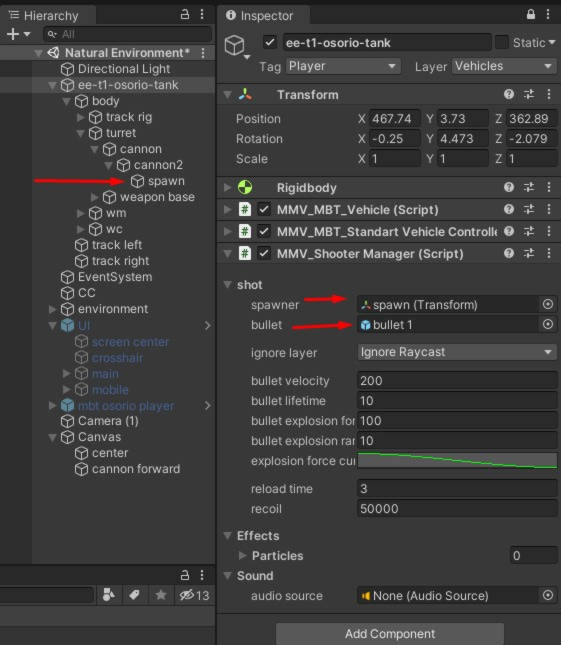 Hierarchy
All
Natural Environment*
Directional Light
ee-t1-osorio-tank
body
track rig
turret
cannon
cannon2
spawn
weapon base
wm
wc
track left
track right
EventSystem
CC
environment
UI
screen center
crosshair
main
mobile
mbt osorio player
Camera (1)
Canvas
center
cannon forward
13
Inspector
ee-t1-osorio-tank Static
Tag Player Layer Vehicles
Transform
Position X 467.74 Y 3.73 Z 362.89
Rotation X -0.25 Y 4.473 Z -2.079
Scale X 1 Y 1 Z 1
Rigidbody
# MMV_MBT_Vehicle (Script)
# MMV_MBT_Standart Vehicle Controlle
# MMV_Shooter Manager (Script)
shot
spawner spawn (Transform)
bullet bullet 1
ignore layer Ignore Raycast
bullet velocity 200
bullet lifetime 10
bullet explosion for 100
bullet explosion ran 10
explosion force cu
reload time 3
recoil 50000
Effects
Particles 0
Sound
audio source None (Audio Source)
Add Component